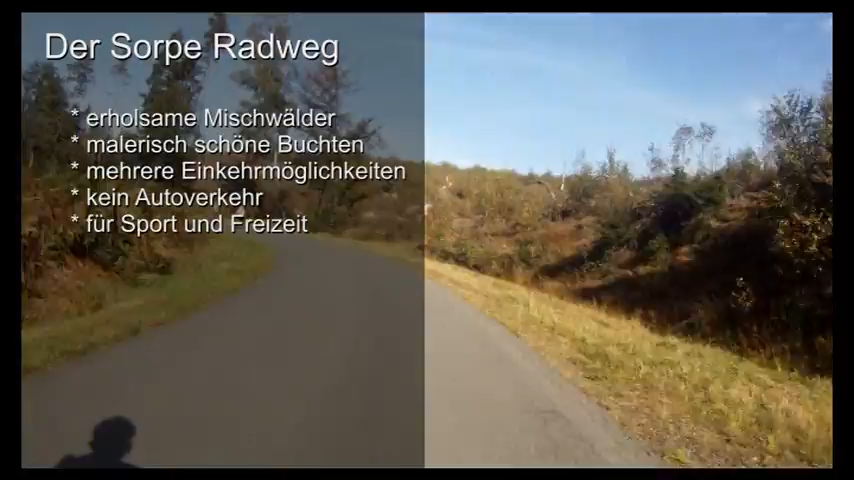 Der Sorpe Radweg
* erholsame Mischwälder
* malerisch schöne Buchten
* mehrere Einkehrmöglichkeiten
* kein Autoverkehr
* für Sport und Freizeit